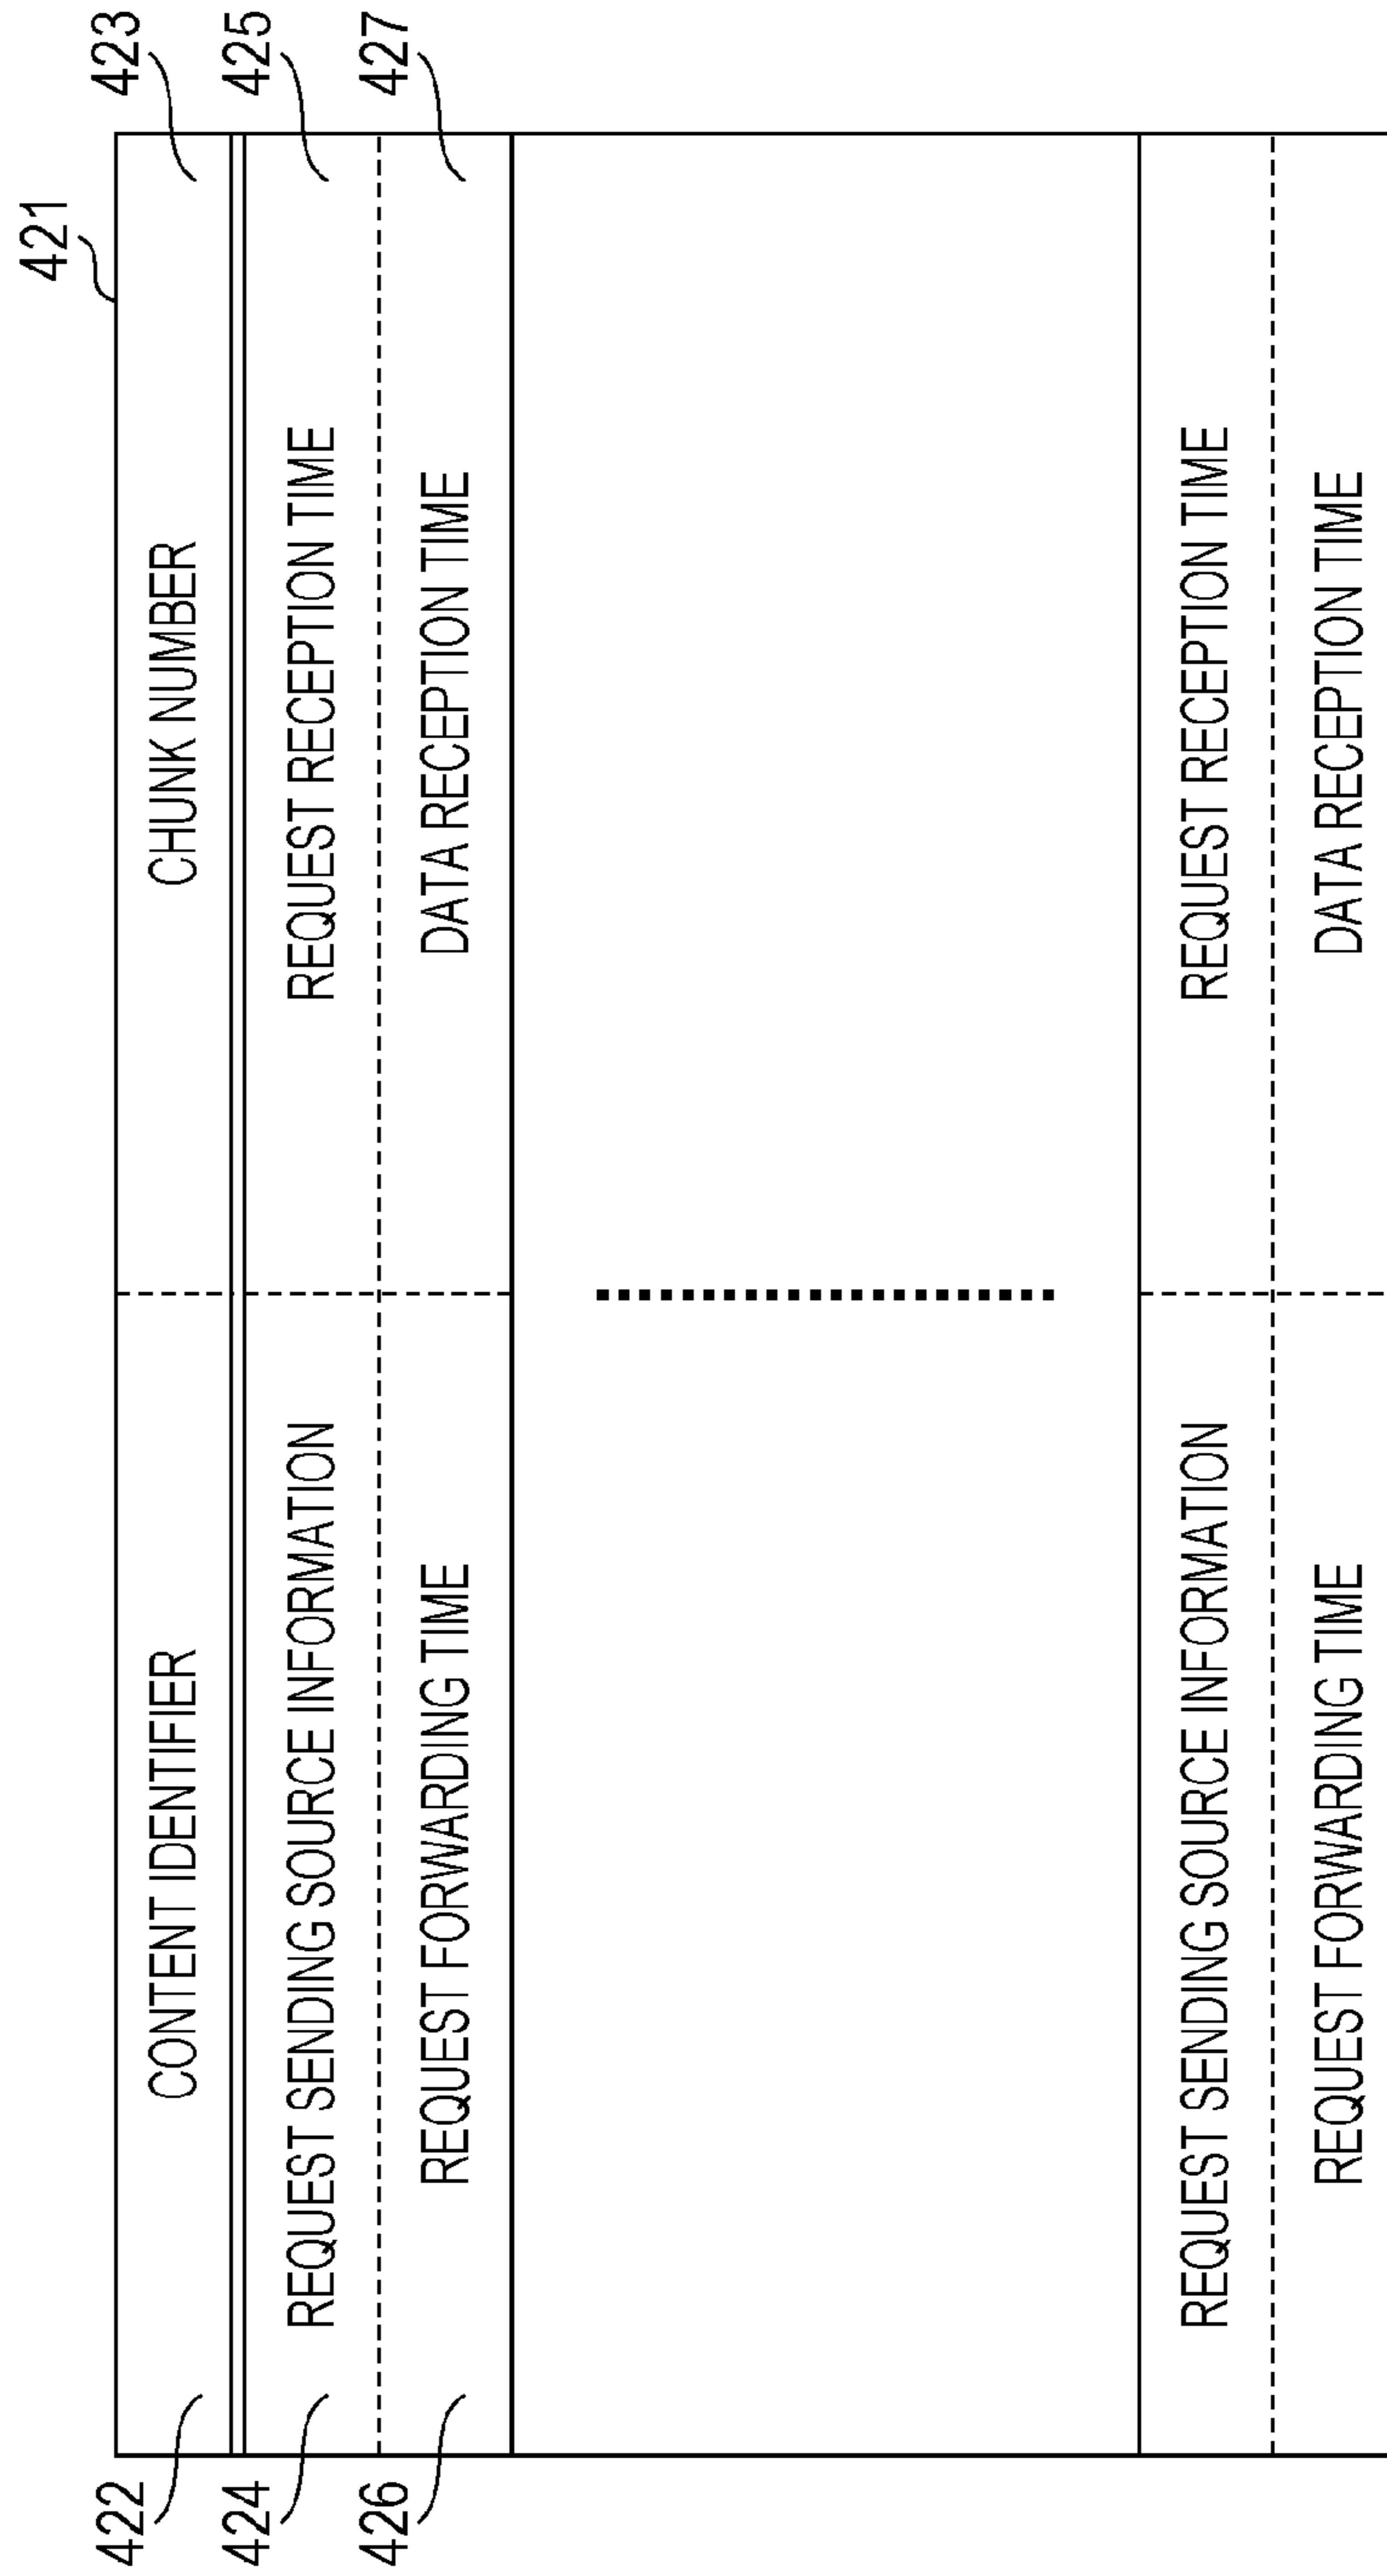 421
422 CONTENT IDENTIFIER CHUNK NUMBER 423
424 REQUEST SENDING SOURCE INFORMATION REQUEST RECEPTION TIME 425
426 REQUEST FORWARDING TIME DATA RECEPTION TIME 427
REQUEST SENDING SOURCE INFORMATION REQUEST RECEPTION TIME
REQUEST FORWARDING TIME DATA RECEPTION TIME